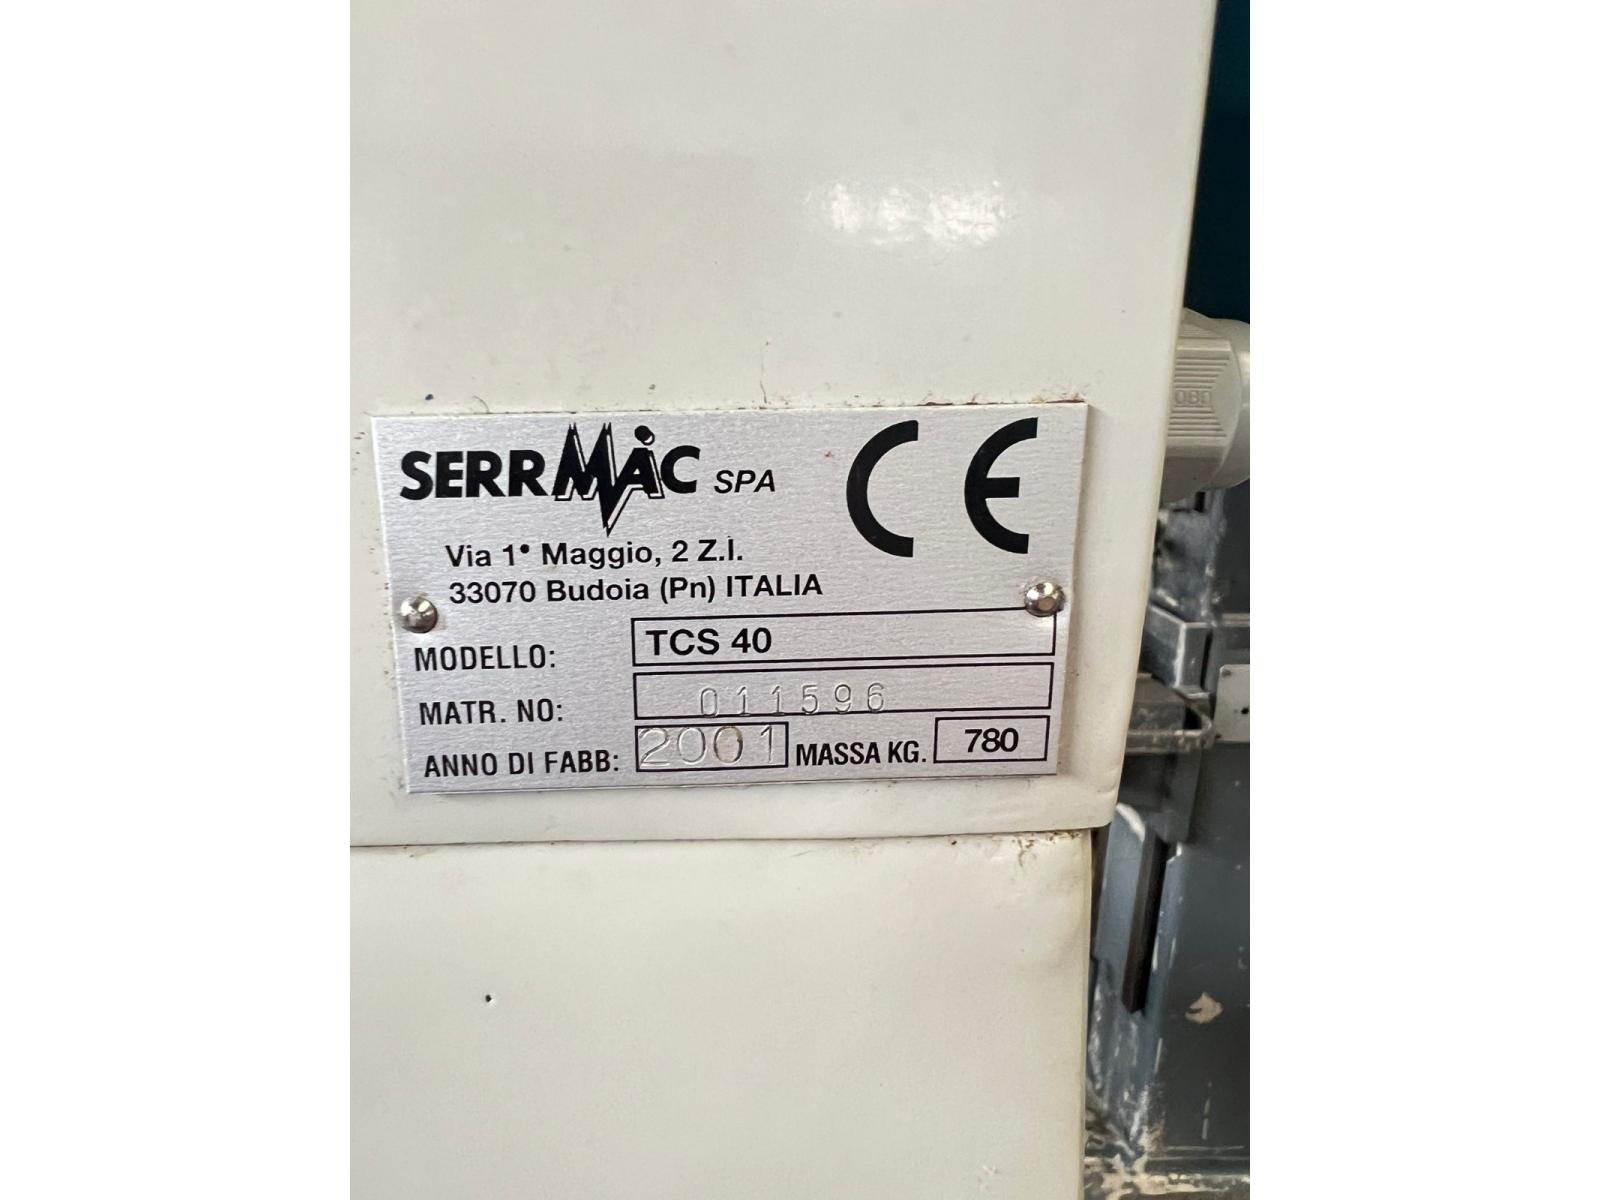 SERRMAC SPA CE
Via 1° Maggio, 2 Z.I.
33070 Budoia (Pn) ITALIA
MODELLO: TCS 40
MATR. NO: 011596
ANNO DI FABB: 2001 MASSA KG. 780